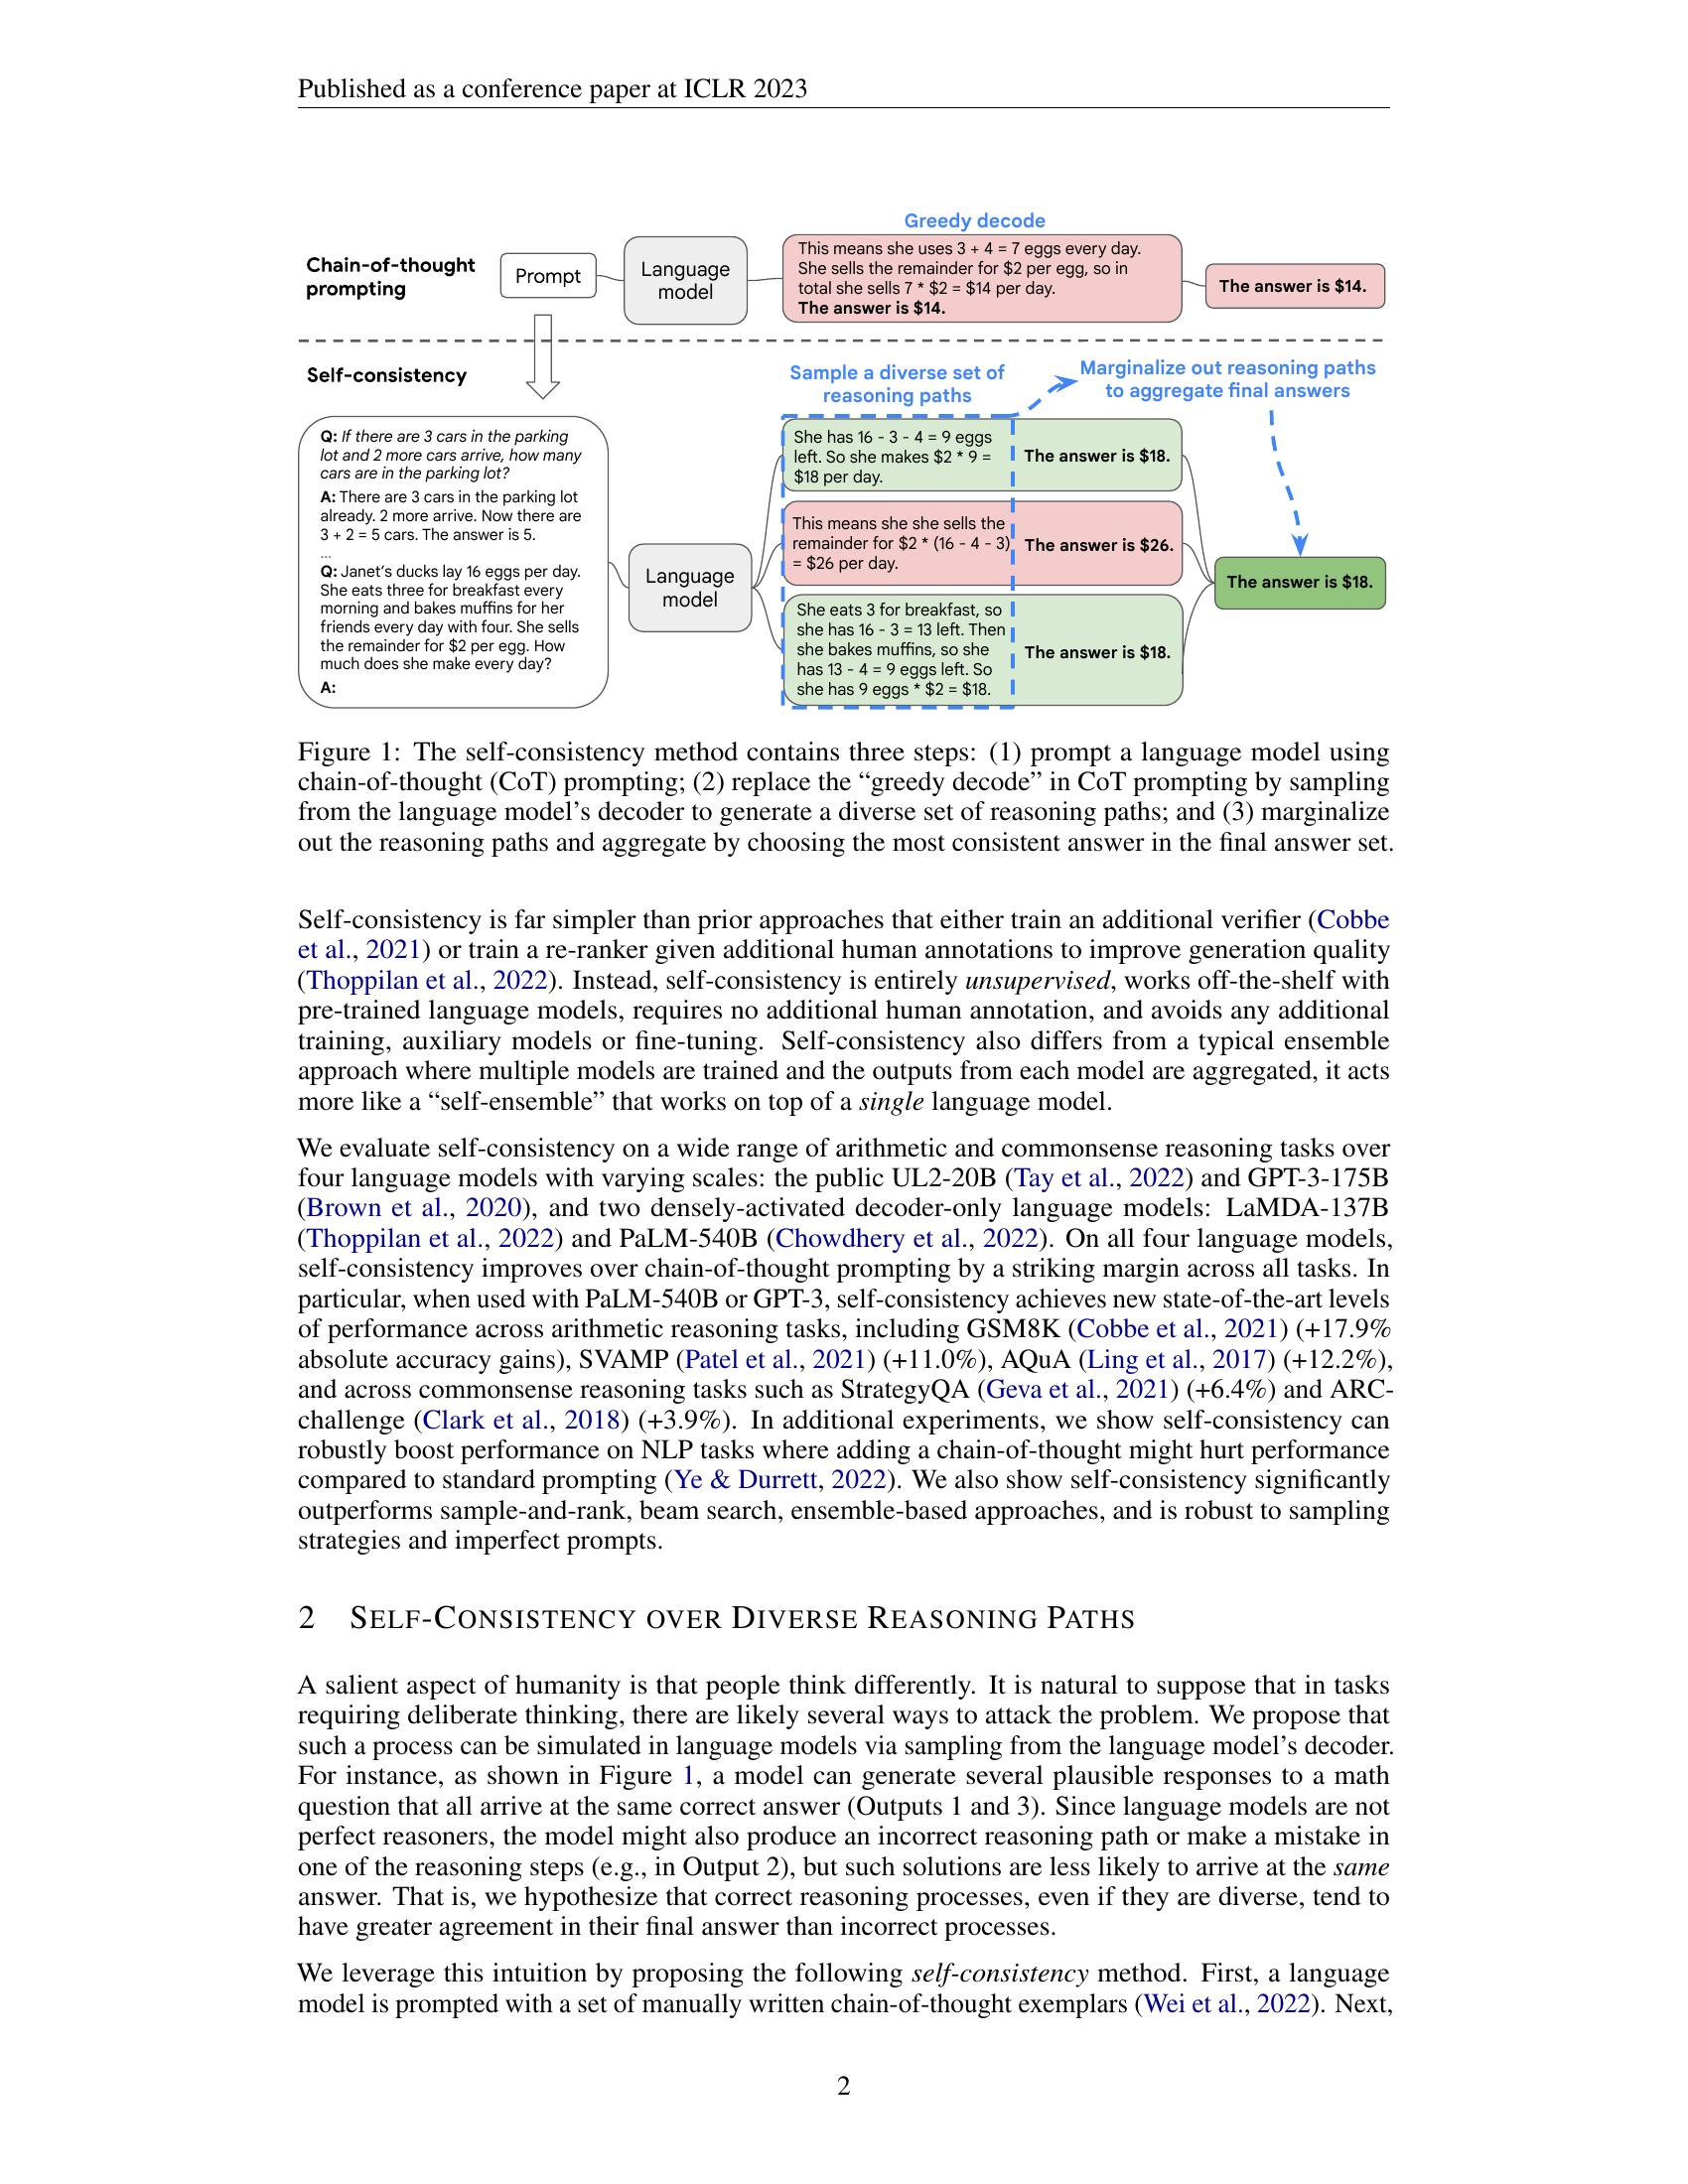 Published as a conference paper at ICLR 2023
Greedy decode
Chain-of-thought
prompting
Prompt
Language
model
This means she uses 3 + 4 = 7 eggs every day.
She sells the remainder for $2 per egg, so in
total she sells 7 * $2 = $14 per day.
The answer is $14.
The answer is $14.
Self-consistency
Sample a diverse set of
reasoning paths
Marginalize out reasoning paths
to aggregate final answers
Q: If there are 3 cars in the parking
lot and 2 more cars arrive, how many
cars are in the parking lot?
A: There are 3 cars in the parking lot
already. 2 more arrive. Now there are
3 + 2 = 5 cars. The answer is 5.
...
Q: Janet's ducks lay 16 eggs per day.
She eats three for breakfast every
morning and bakes muffins for her
friends every day with four. She sells
the remainder for $2 per egg. How
much does she make every day?
A:
Language
model
She has 16 - 3 - 4 = 9 eggs
left. So she makes $2 * 9 =
$18 per day.
The answer is $18.
This means she she sells the
remainder for $2 * (16 - 4 - 3)
= $26 per day.
The answer is $26.
She eats 3 for breakfast, so
she has 16 - 3 = 13 left. Then
she bakes muffins, so she
has 13 - 4 = 9 eggs left. So
she has 9 eggs * $2 = $18.
The answer is $18.
The answer is $18.
Figure 1: The self-consistency method contains three steps: (1) prompt a language model using
chain-of-thought (CoT) prompting; (2) replace the “greedy decode” in CoT prompting by sampling
from the language model’s decoder to generate a diverse set of reasoning paths; and (3) marginalize
out the reasoning paths and aggregate by choosing the most consistent answer in the final answer set.
Self-consistency is far simpler than prior approaches that either train an additional verifier (Cobbe
et al., 2021) or train a re-ranker given additional human annotations to improve generation quality
(Thoppilan et al., 2022). Instead, self-consistency is entirely unsupervised, works off-the-shelf with
pre-trained language models, requires no additional human annotation, and avoids any additional
training, auxiliary models or fine-tuning. Self-consistency also differs from a typical ensemble
approach where multiple models are trained and the outputs from each model are aggregated, it acts
more like a “self-ensemble” that works on top of a single language model.
We evaluate self-consistency on a wide range of arithmetic and commonsense reasoning tasks over
four language models with varying scales: the public UL2-20B (Tay et al., 2022) and GPT-3-175B
(Brown et al., 2020), and two densely-activated decoder-only language models: LaMDA-137B
(Thoppilan et al., 2022) and PaLM-540B (Chowdhery et al., 2022). On all four language models,
self-consistency improves over chain-of-thought prompting by a striking margin across all tasks. In
particular, when used with PaLM-540B or GPT-3, self-consistency achieves new state-of-the-art levels
of performance across arithmetic reasoning tasks, including GSM8K (Cobbe et al., 2021) (+17.9%
absolute accuracy gains), SVAMP (Patel et al., 2021) (+11.0%), AQuA (Ling et al., 2017) (+12.2%),
and across commonsense reasoning tasks such as StrategyQA (Geva et al., 2021) (+6.4%) and ARC-
challenge (Clark et al., 2018) (+3.9%). In additional experiments, we show self-consistency can
robustly boost performance on NLP tasks where adding a chain-of-thought might hurt performance
compared to standard prompting (Ye & Durrett, 2022). We also show self-consistency significantly
outperforms sample-and-rank, beam search, ensemble-based approaches, and is robust to sampling
strategies and imperfect prompts.
2 SELF-CONSISTENCY OVER DIVERSE REASONING PATHS
A salient aspect of humanity is that people think differently. It is natural to suppose that in tasks
requiring deliberate thinking, there are likely several ways to attack the problem. We propose that
such a process can be simulated in language models via sampling from the language model’s decoder.
For instance, as shown in Figure 1, a model can generate several plausible responses to a math
question that all arrive at the same correct answer (Outputs 1 and 3). Since language models are not
perfect reasoners, the model might also produce an incorrect reasoning path or make a mistake in
one of the reasoning steps (e.g., in Output 2), but such solutions are less likely to arrive at the same
answer. That is, we hypothesize that correct reasoning processes, even if they are diverse, tend to
have greater agreement in their final answer than incorrect processes.
We leverage this intuition by proposing the following self-consistency method. First, a language
model is prompted with a set of manually written chain-of-thought exemplars (Wei et al., 2022). Next,
2